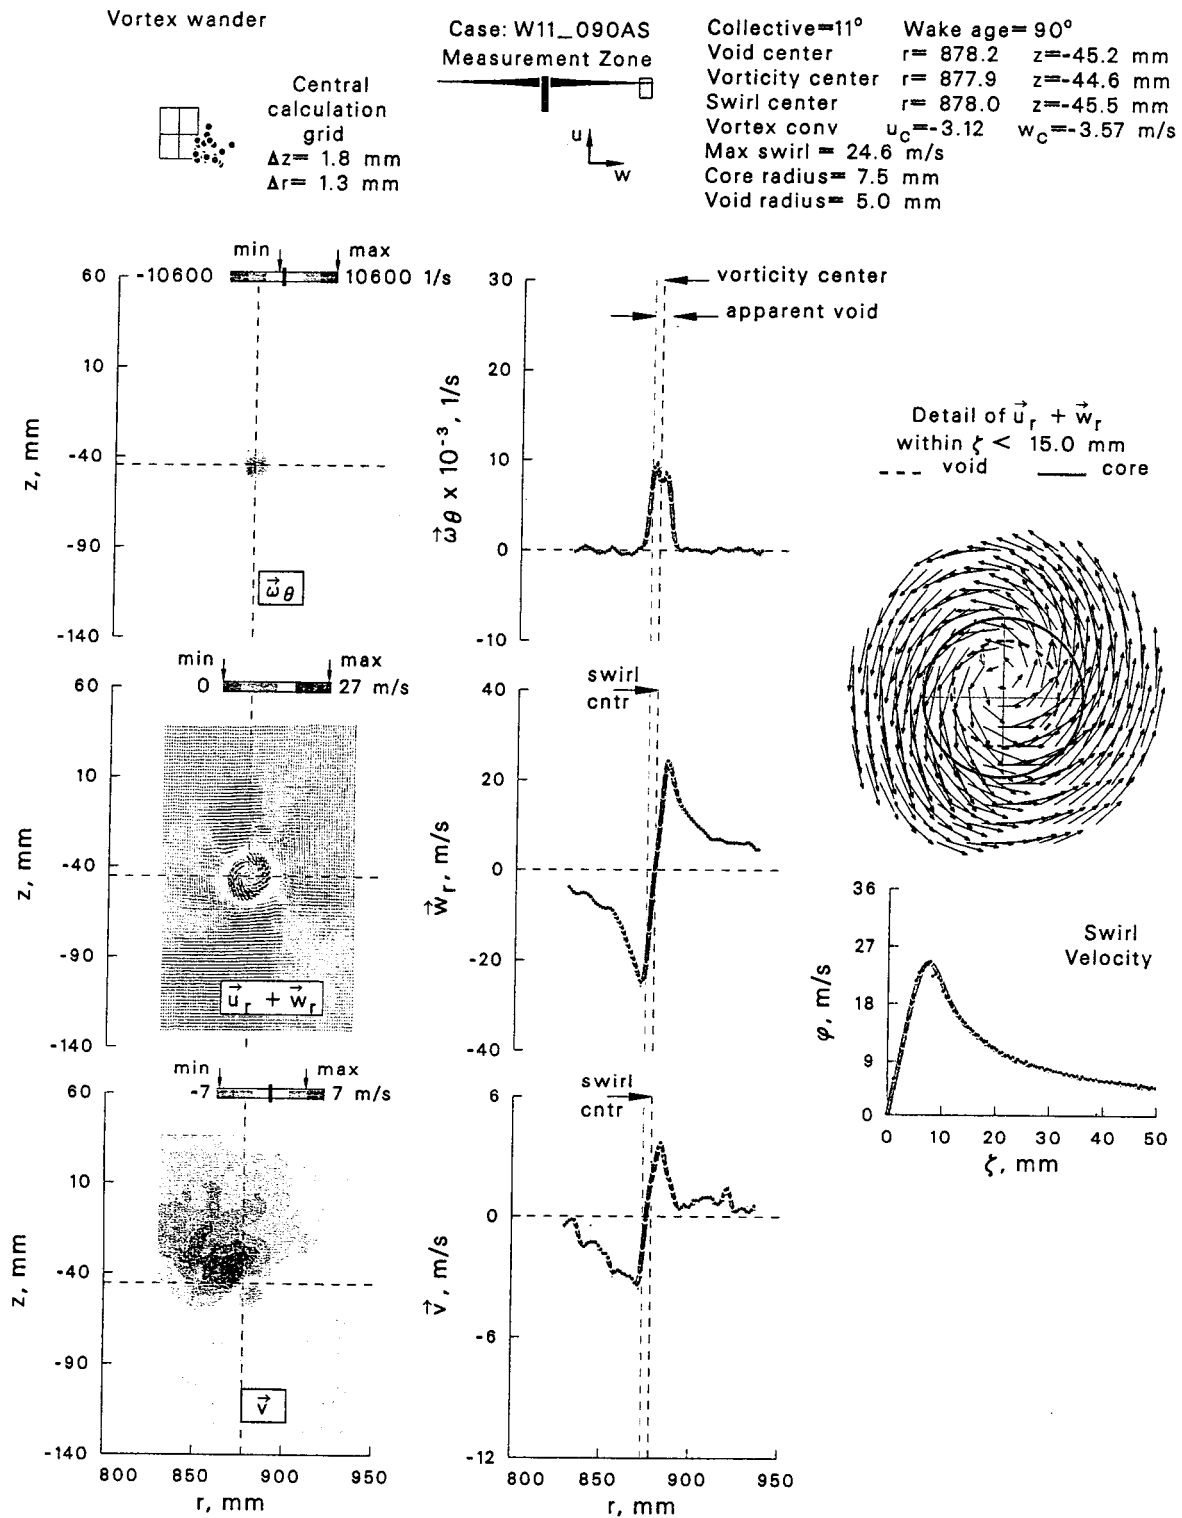 Vortex wander
Case: W11_090AS
Measurement Zone
Collective=11° Wake age= 90°
Void center r= 878.2 z=-45.2 mm
Vorticity center r= 877.9 z=-44.6 mm
Swirl center r= 878.0 z=-45.5 mm
Vortex conv u_c=-3.12 w_c=-3.57 m/s
Max swirl = 24.6 m/s
Core radius= 7.5 mm
Void radius= 5.0 mm
Central
calculation
grid
Δz= 1.8 mm
Δr= 1.3 mm
u
w
min max
-10600 10600 1/s
60
10
-40
-90
-140
z, mm
ω⃗θ
30
20
10
0
-10
ω⃗θ x 10⁻³, 1/s
vorticity center
apparent void
Detail of u⃗r + w⃗r
within ζ < 15.0 mm
void core
min max
0 27 m/s
60
10
-40
-90
-140
z, mm
u⃗r + w⃗r
swirl
cntr
40
20
0
-20
-40
w⃗r, m/s
36
27
18
9
0
φ, m/s
Swirl
Velocity
0 10 20 30 40 50
ζ, mm
min max
-7 7 m/s
60
10
-40
-90
-140
z, mm
v⃗
800 850 900 950
r, mm
swirl
cntr
6
0
-6
-12
v⃗, m/s
800 850 900 950
r, mm